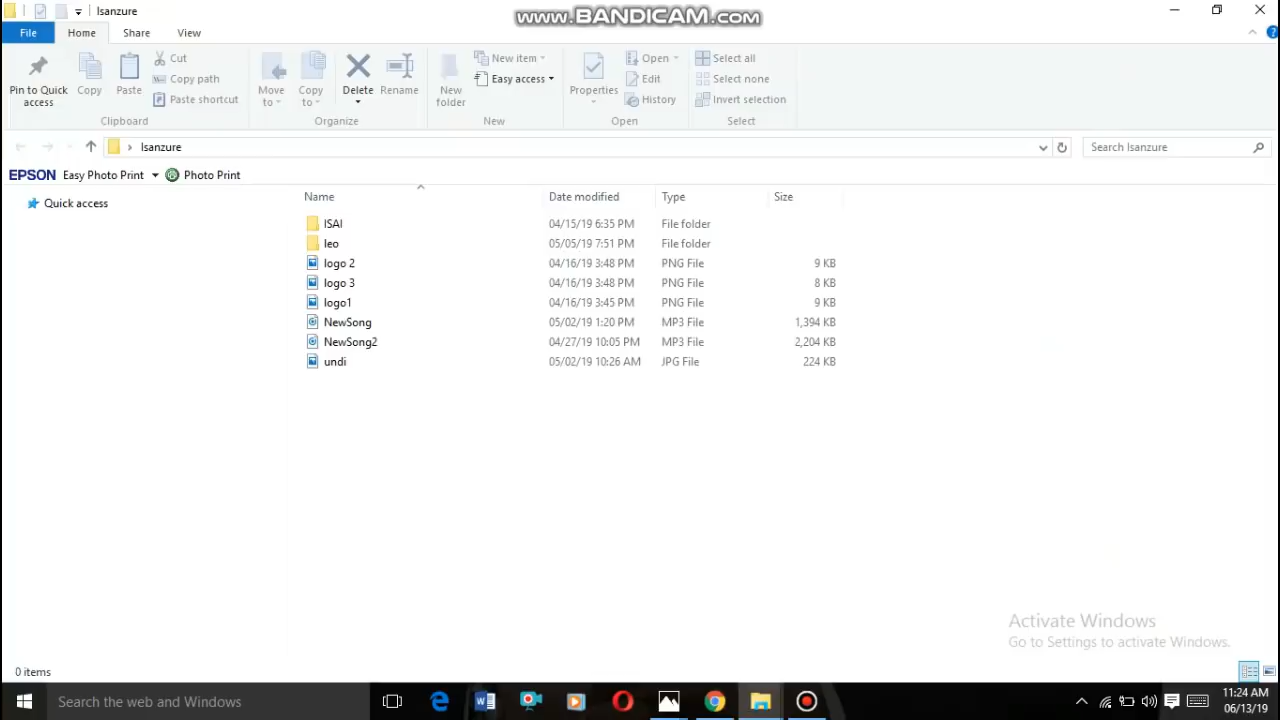 Isanzure
www.BANDICAM.com
File Home Share View
Pin to Quick access
Copy
Paste
Cut
Copy path
Paste shortcut
Clipboard
Move to
Copy to
Delete
Rename
Organize
New folder
New item
Easy access
New
Properties
Open
Edit
History
Open
Select all
Select none
Invert selection
Select
Isanzure
Search Isanzure
EPSON Easy Photo Print Photo Print
Quick access
Name Date modified Type Size
ISAI 04/15/19 6:35 PM File folder
leo 05/05/19 7:51 PM File folder
logo 2 04/16/19 3:48 PM PNG File 9 KB
logo 3 04/16/19 3:48 PM PNG File 8 KB
logo1 04/16/19 3:45 PM PNG File 9 KB
NewSong 05/02/19 1:20 PM MP3 File 1,394 KB
NewSong2 04/27/19 10:05 PM MP3 File 2,204 KB
undi 05/02/19 10:26 AM JPG File 224 KB
Activate Windows
Go to Settings to activate Windows.
0 items
Search the web and Windows
11:24 AM
06/13/19